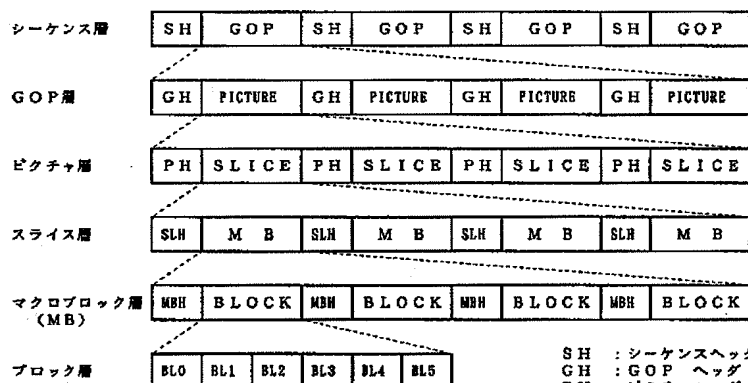 シーケンス層 SH GOP SH GOP SH GOP SH GOP
GOP層 GH PICTURE GH PICTURE GH PICTURE GH PICTURE
ピクチャ層 PH SLICE PH SLICE PH SLICE PH SLICE
スライス層 SLH MB SLH MB SLH MB SLH MB
マクロブロック層 MBH BLOCK MBH BLOCK MBH BLOCK MBH BLOCK
(MB)
ブロック層 BL0 BL1 BL2 BL3 BL4 BL5
SH :シーケンスヘッ
GH :GOP ヘッダ